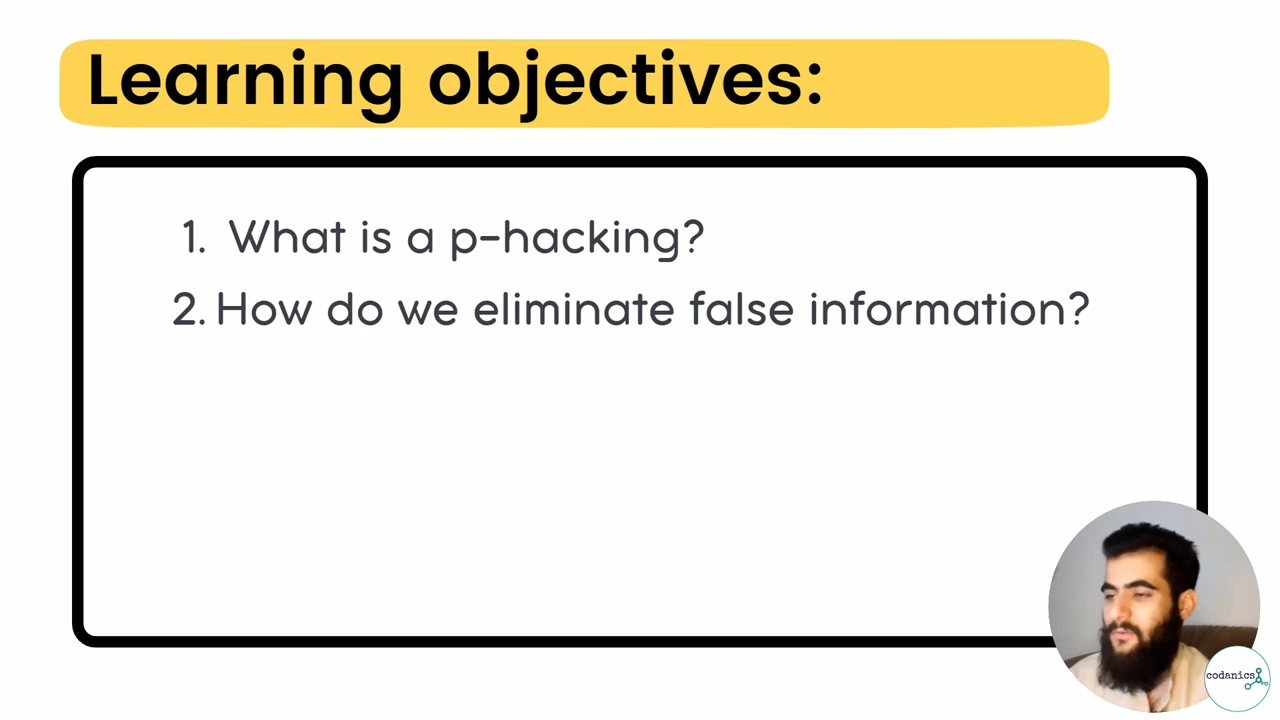 Learning objectives:
1. What is a p-hacking?
2. How do we eliminate false information?
codanics